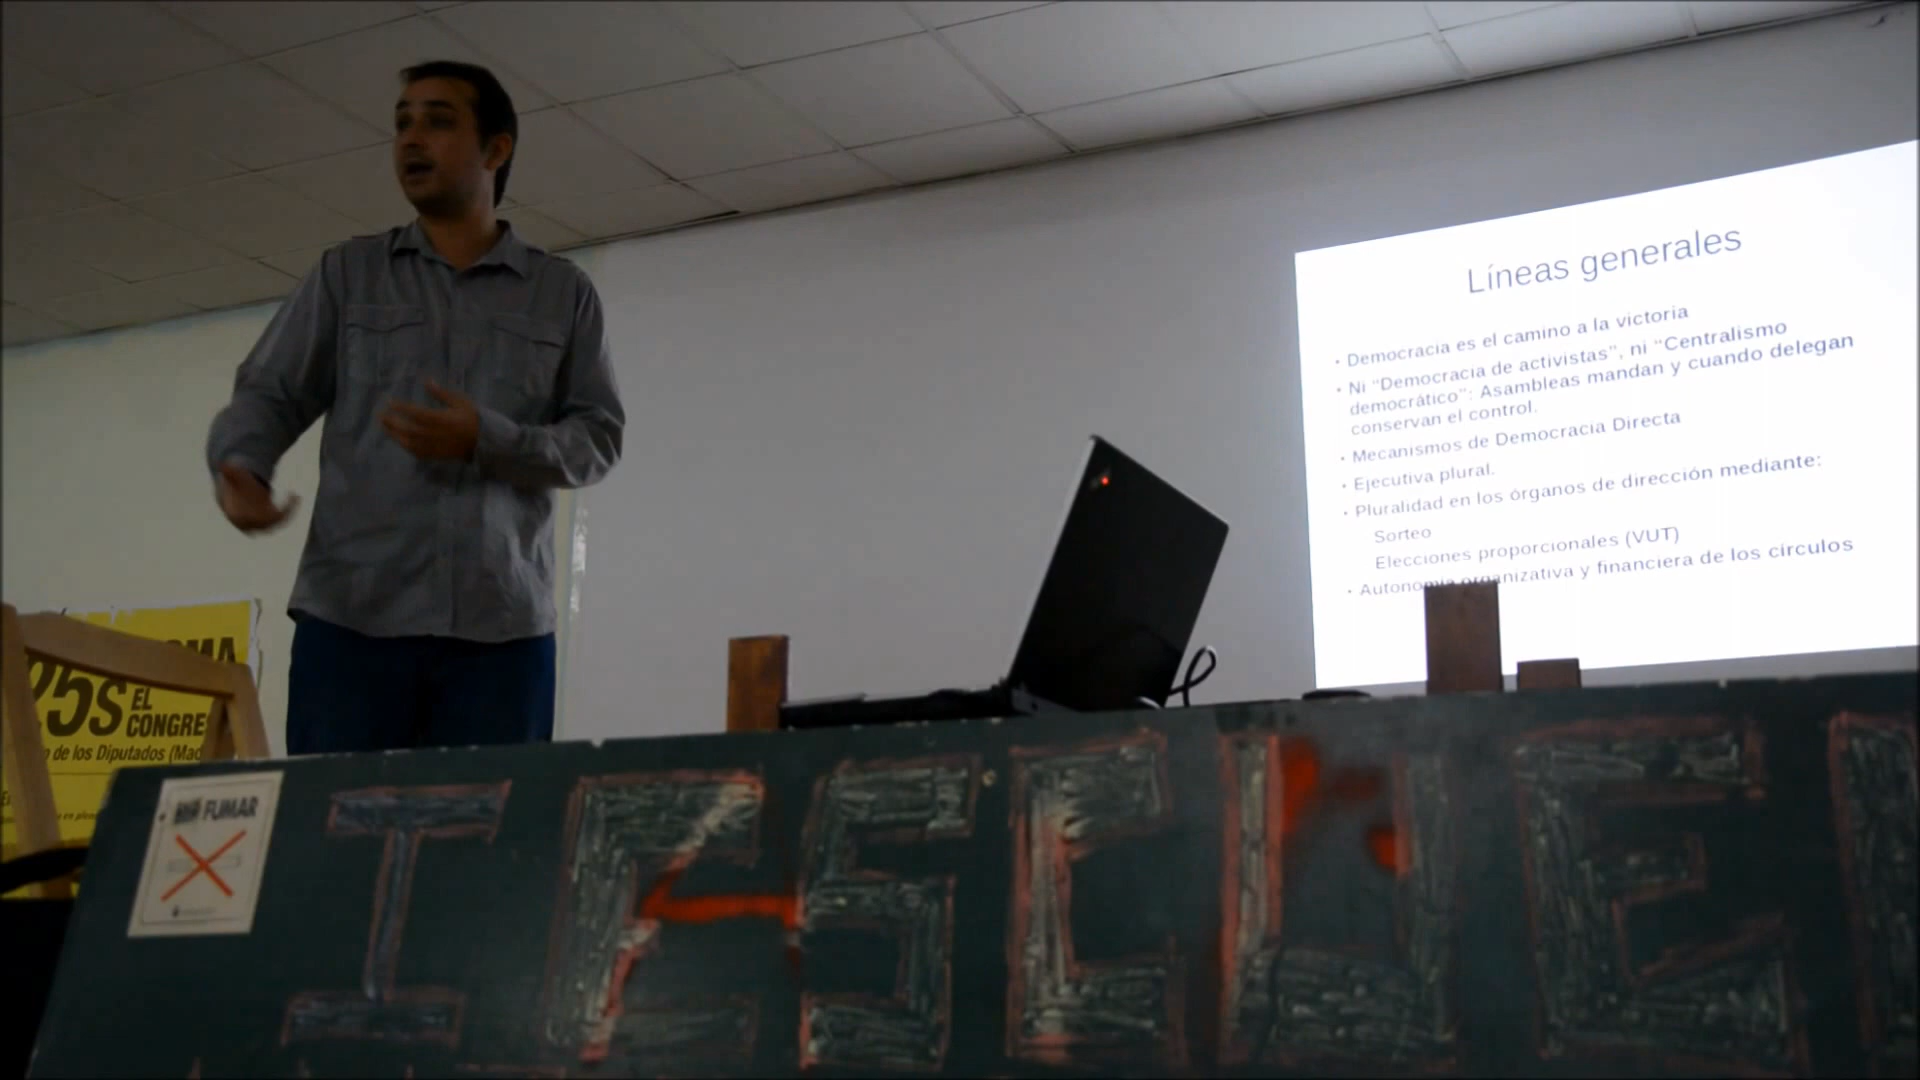 Líneas generales
• Democracia es el camino a la victoria
• Ni “Democracia de activistas”, ni “Centralismo
democrático”: Asambleas mandan y cuando delegan
conservan el control.
• Mecanismos de Democracia Directa
• Ejecutiva plural.
• Pluralidad en los órganos de dirección mediante:
Sorteo
Elecciones proporcionales (VUT)
• Autonomía organizativa y financiera de los círculos
25S EL
CONGRE
de los Diputados (Mad
FUMAR